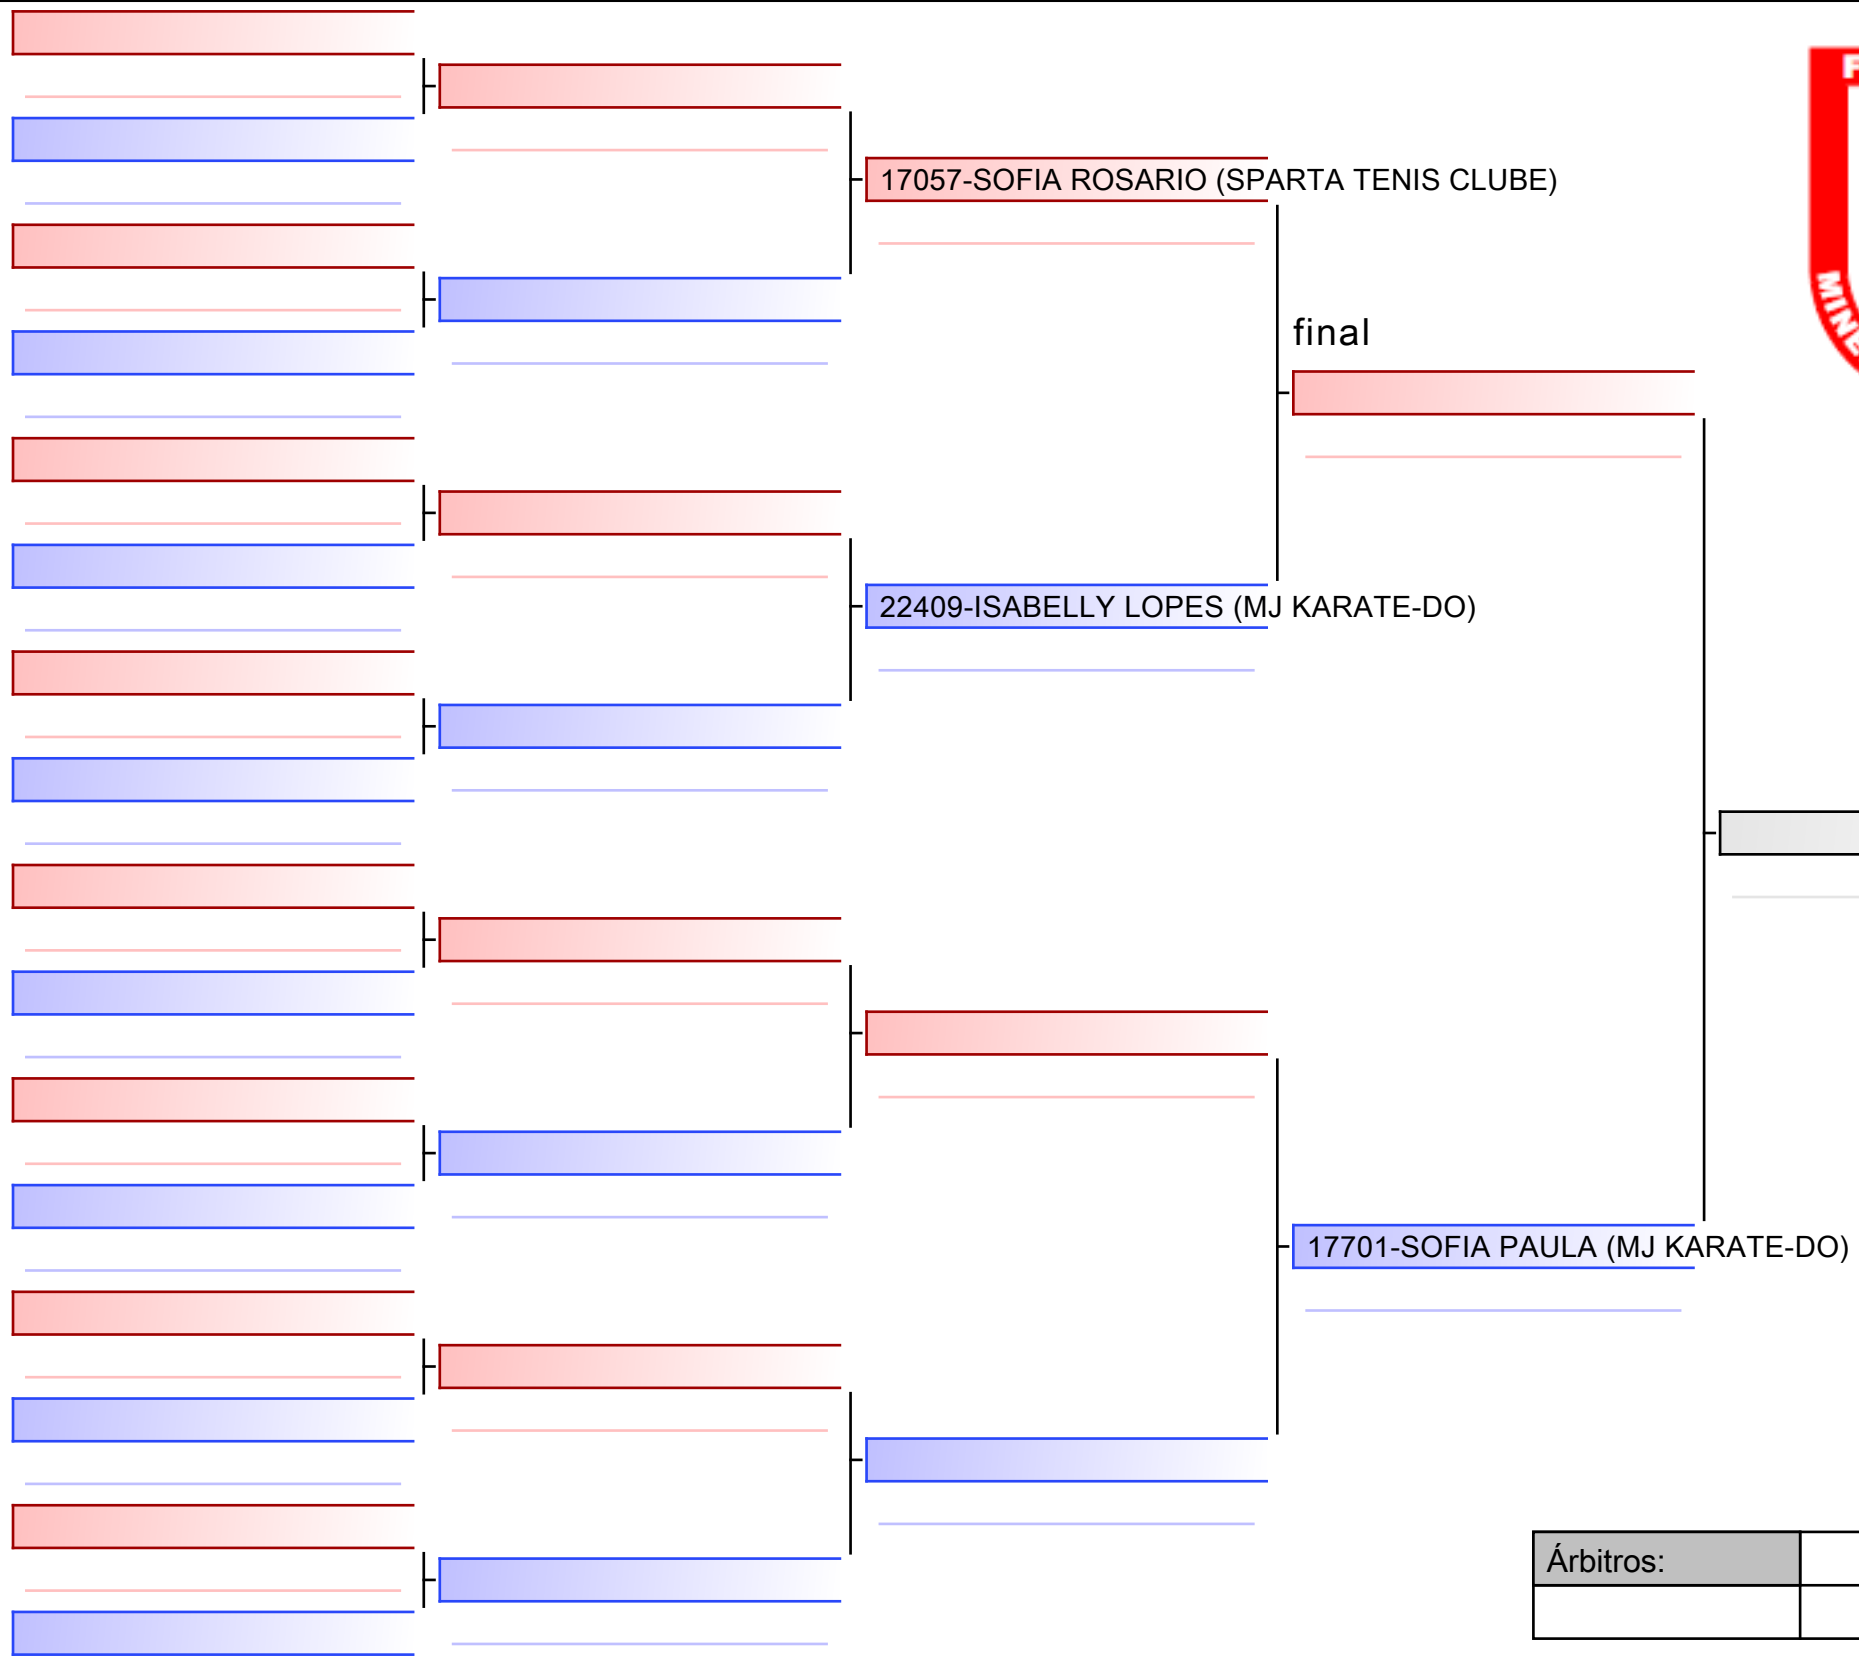 17057-SOFIA ROSARIO (SPARTA TENIS CLUBE)
final
22409-ISABELLY LOPES (MJ KARATE-DO)
17701-SOFIA PAULA (MJ KARATE-DO)
Árbitros: